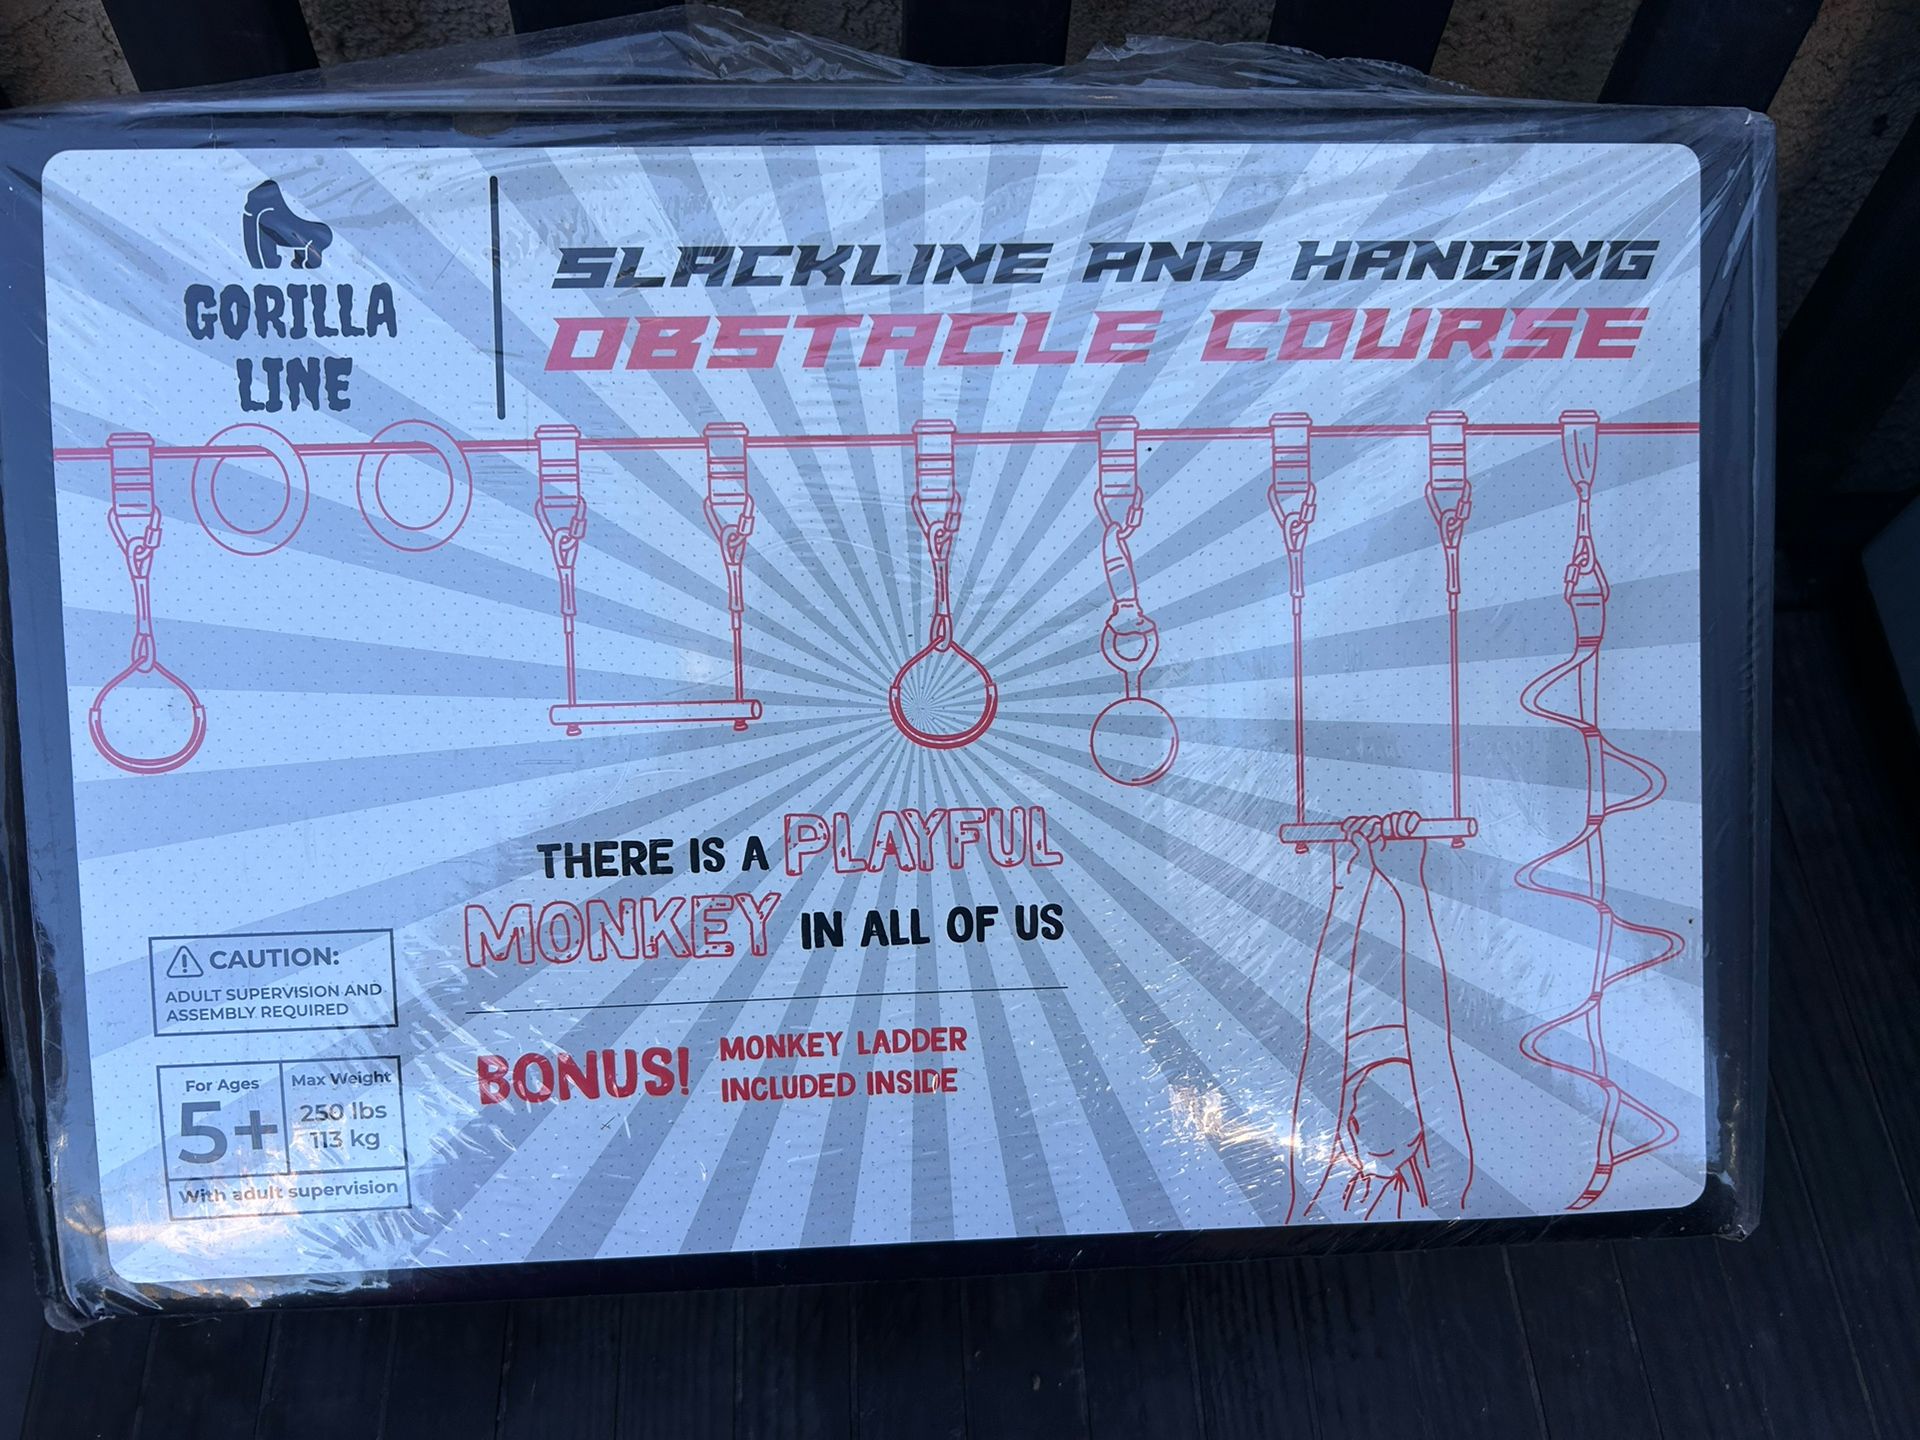 GORILLA
LINE
SLACKLINE AND HANGING
OBSTACLE COURSE
THERE IS A PLAYFUL
MONKEY IN ALL OF US
BONUS! MONKEY LADDER
INCLUDED INSIDE
CAUTION:
ADULT SUPERVISION AND
ASSEMBLY REQUIRED
For Ages
5+
Max Weight
250 lbs
113 kg
With adult supervision